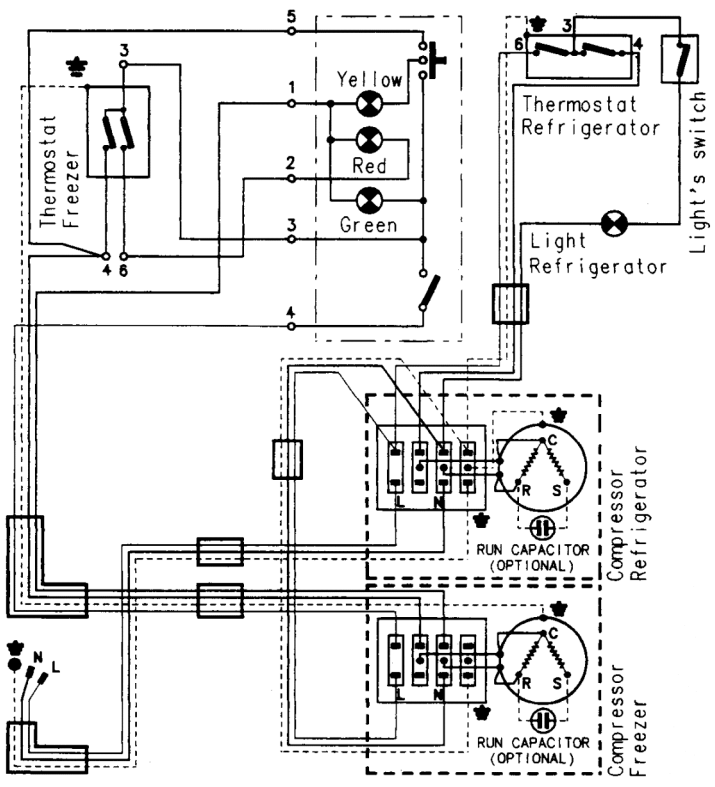 5
3
1
Yellow
Thermostat
Freezer
Red
2
Green
3
4 6
4
6
3
4
Thermostat
Refrigerator
Light's switch
Light
Refrigerator
C
R S
L N
RUN CAPACITOR
(OPTIONAL)
Compressor
Refrigerator
N
L
C
R S
L N
RUN CAPACITOR
(OPTIONAL)
Compressor
Freezer